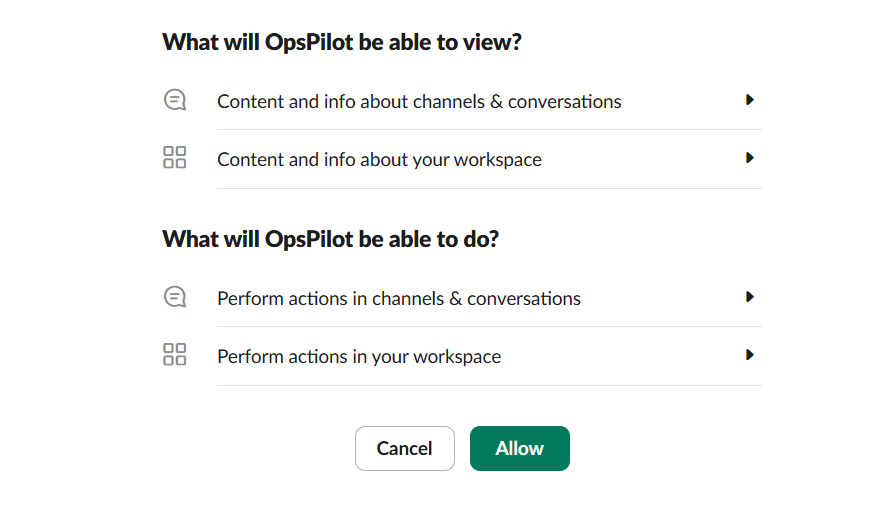 What will OpsPilot be able to view?
Content and info about channels & conversations
Content and info about your workspace
What will OpsPilot be able to do?
Perform actions in channels & conversations
Perform actions in your workspace
Cancel
Allow